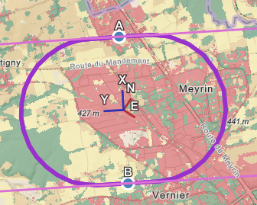 A
Route du Mandement
tigny
X
N
Meyrin
Y
E
427 m
441 m
Route de Meyrin
B
Vernier